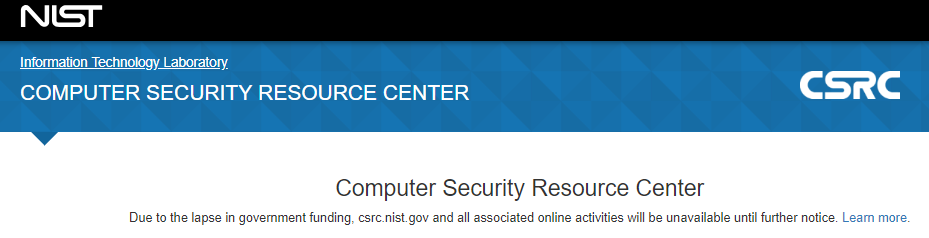 NIST
Information Technology Laboratory
COMPUTER SECURITY RESOURCE CENTER
CSRC
Computer Security Resource Center
Due to the lapse in government funding, csrc.nist.gov and all associated online activities will be unavailable until further notice. Learn more.